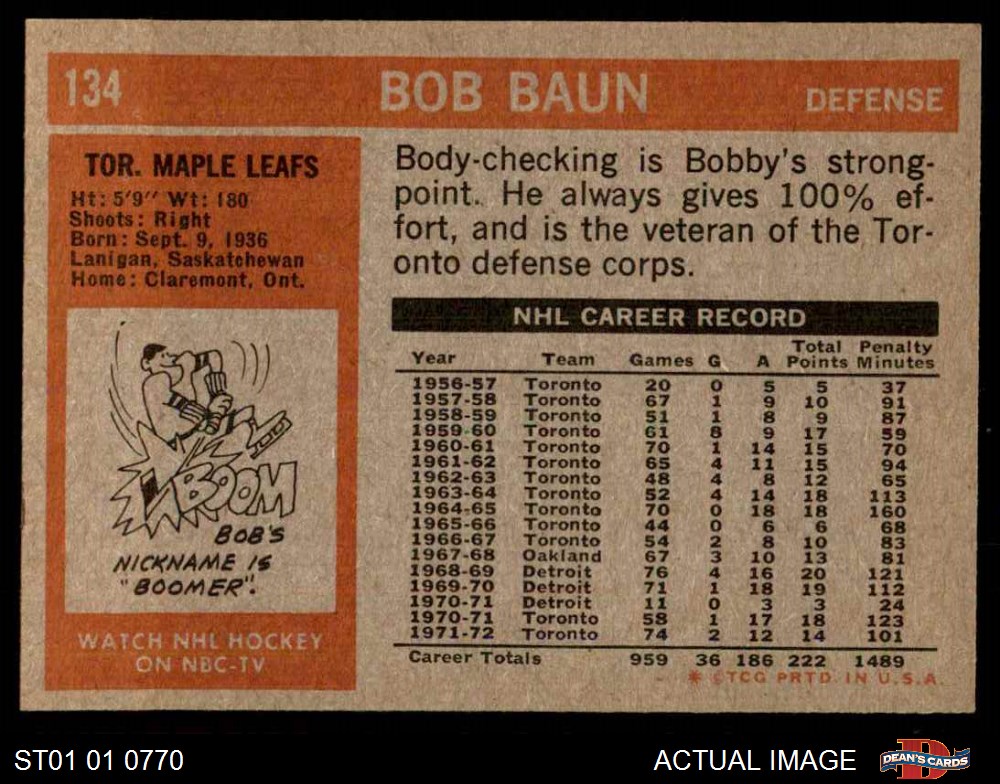 134 BOB BAUN DEFENSE
TOR. MAPLE LEAFS
Ht: 5'9" Wt: 180
Shoots: Right
Born: Sept. 9, 1936
Lanigan, Saskatchewan
Home: Claremont, Ont.
BOOM
BOB'S
NICKNAME IS
"BOOMER".
WATCH NHL HOCKEY
ON NBC-TV
Body-checking is Bobby's strong-
point. He always gives 100% ef-
fort, and is the veteran of the Tor-
onto defense corps.
NHL CAREER RECORD
Year Team Games G A Total Points Penalty Minutes
1956-57 Toronto 20 0 5 5 37
1957-58 Toronto 67 1 9 10 91
1958-59 Toronto 51 1 8 9 87
1959-60 Toronto 61 8 9 17 59
1960-61 Toronto 70 1 14 15 70
1961-62 Toronto 65 4 11 15 94
1962-63 Toronto 48 4 8 12 65
1963-64 Toronto 52 4 14 18 113
1964-65 Toronto 70 0 18 18 160
1965-66 Toronto 44 0 6 6 68
1966-67 Toronto 54 2 8 10 83
1967-68 Oakland 67 3 10 13 81
1968-69 Detroit 76 4 16 20 121
1969-70 Detroit 71 1 18 19 112
1970-71 Detroit 11 0 3 3 24
1970-71 Toronto 58 1 17 18 123
1971-72 Toronto 74 2 12 14 101
Career Totals 959 36 186 222 1489
* ©TCG PRTD. IN U.S.A.
ST01 01 0770
ACTUAL IMAGE
DEAN'S CARDS